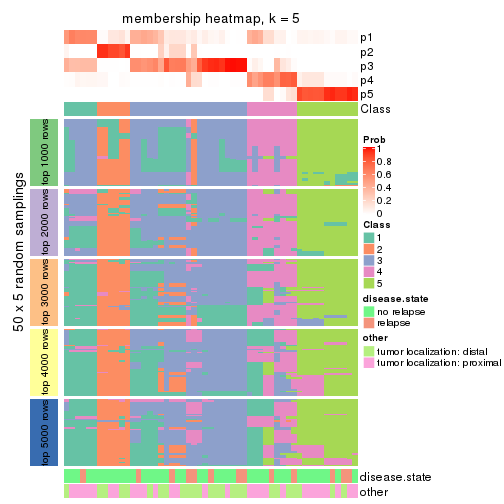 membership heatmap, k = 5
p1
p2
p3
p4
p5
Class
50 x 5 random samplings
top 1000 rows
top 2000 rows
top 3000 rows
top 4000 rows
top 5000 rows
disease.state
other
Prob
1
0.8
0.6
0.4
0.2
0
Class
1
2
3
4
5
disease.state
no relapse
relapse
other
tumor localization: distal
tumor localization: proximal